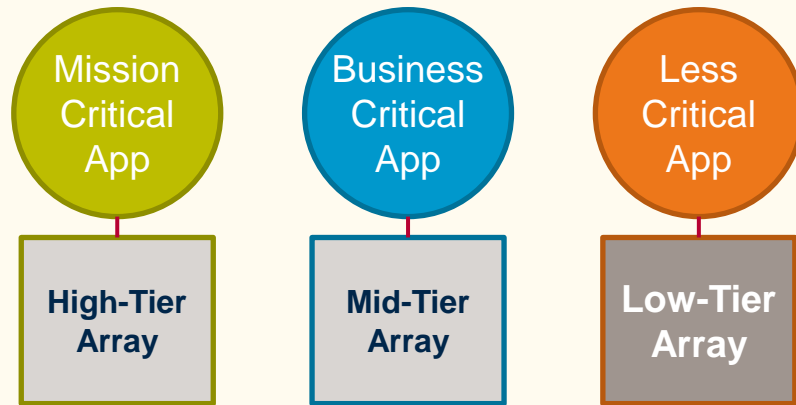 Mission
Critical
App
Business
Critical
App
Less
Critical
App
High-Tier
Array
Mid-Tier
Array
Low-Tier
Array